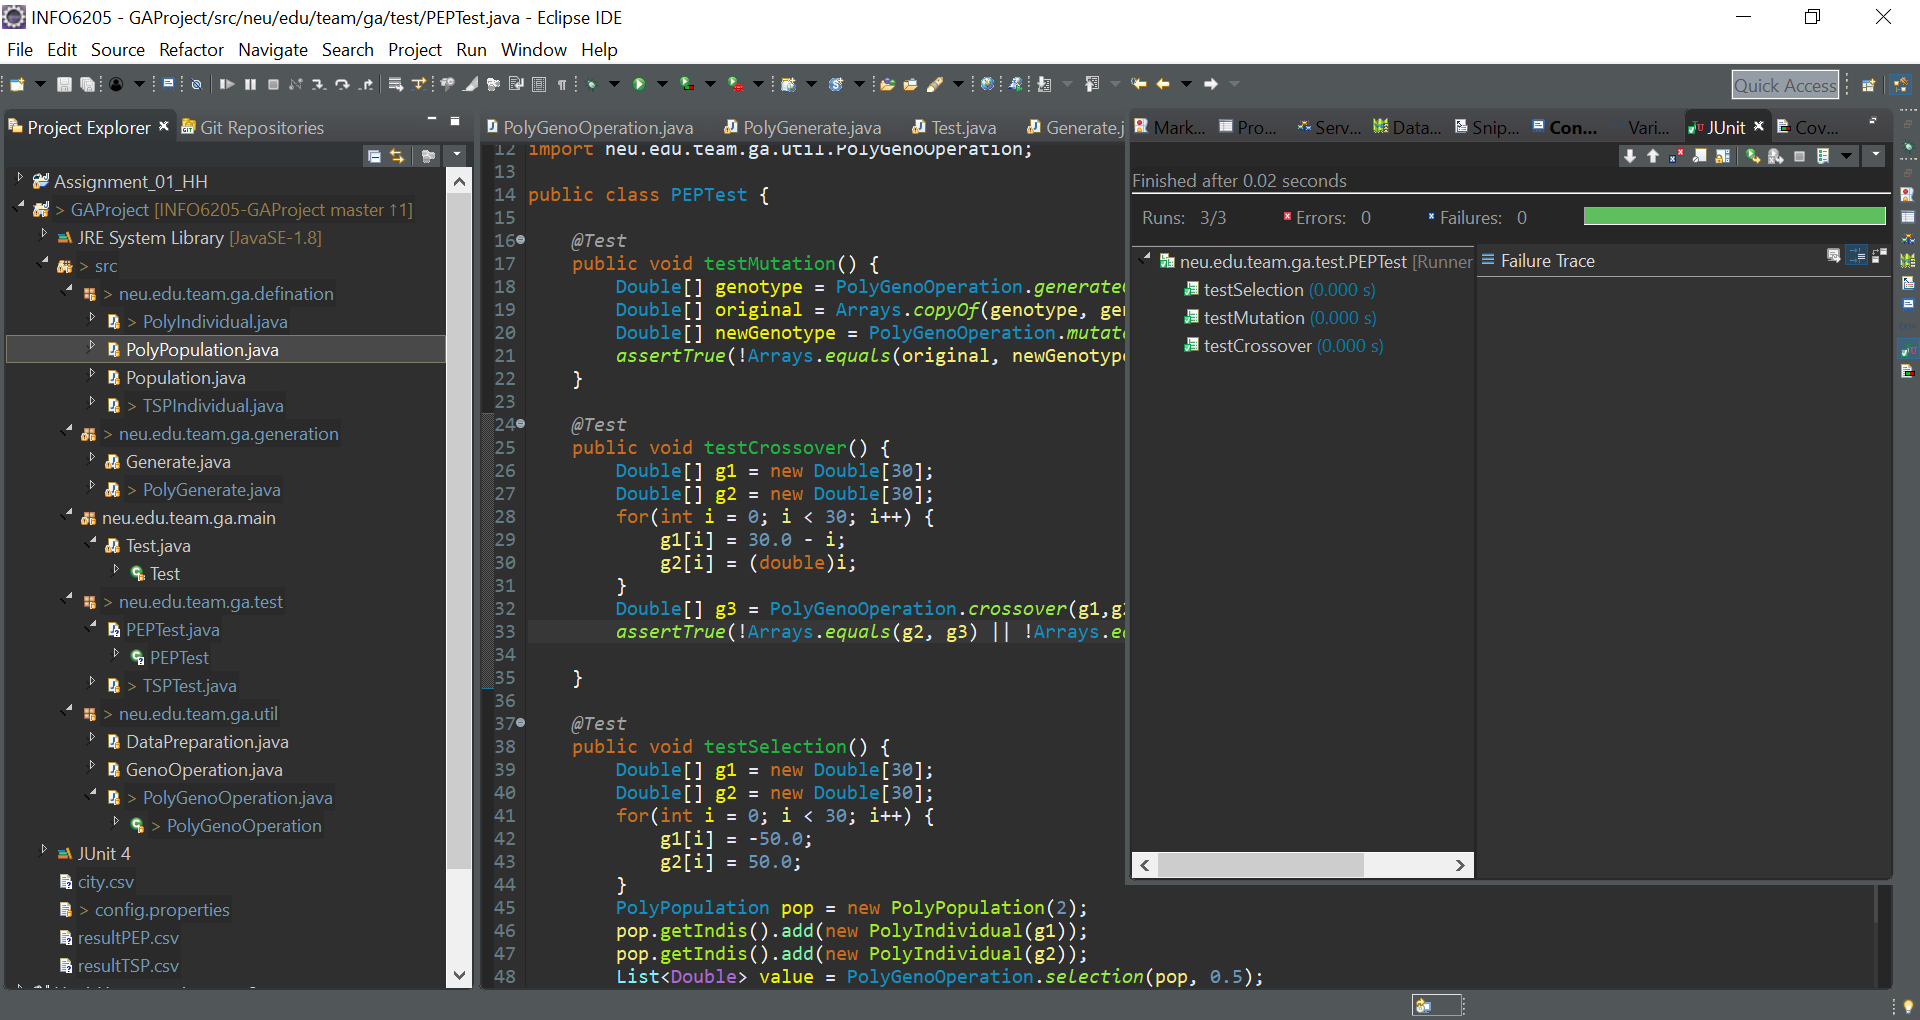 INFO6205 - GAProject/src/neu/edu/team/ga/test/PEPTest.java - Eclipse IDE
File Edit Source Refactor Navigate Search Project Run Window Help
Quick Access
Project Explorer
Git Repositories
Assignment_01_HH
> GAProject [INFO6205-GAProject master ↑1]
JRE System Library [JavaSE-1.8]
> src
> neu.edu.team.ga.defination
> PolyIndividual.java
PolyPopulation.java
Population.java
> TSPIndividual.java
> neu.edu.team.ga.generation
Generate.java
> PolyGenerate.java
neu.edu.team.ga.main
Test.java
Test
> neu.edu.team.ga.test
PEPTest.java
PEPTest
> TSPTest.java
> neu.edu.team.ga.util
DataPreparation.java
GenoOperation.java
> PolyGenoOperation.java
> PolyGenoOperation
JUnit 4
city.csv
> config.properties
resultPEP.csv
resultTSP.csv
PolyGenoOperation.java PolyGenerate.java Test.java Generate.j
12 import neu.edu.team.ga.util.PolyGenoOperation;
13
14 public class PEPTest {
15
16 @Test
17 public void testMutation() {
18 Double[] genotype = PolyGenoOperation.generate
19 Double[] original = Arrays.copyOf(genotype, gen
20 Double[] newGenotype = PolyGenoOperation.mutat
21 assertTrue(!Arrays.equals(original, newGenotype
22 }
23
24 @Test
25 public void testCrossover() {
26 Double[] g1 = new Double[30];
27 Double[] g2 = new Double[30];
28 for(int i = 0; i < 30; i++) {
29 g1[i] = 30.0 - i;
30 g2[i] = (double)i;
31 }
32 Double[] g3 = PolyGenoOperation.crossover(g1,g2
33 assertTrue(!Arrays.equals(g2, g3) || !Arrays.eq
34
35 }
36
37 @Test
38 public void testSelection() {
39 Double[] g1 = new Double[30];
40 Double[] g2 = new Double[30];
41 for(int i = 0; i < 30; i++) {
42 g1[i] = -50.0;
43 g2[i] = 50.0;
44 }
45 PolyPopulation pop = new PolyPopulation(2);
46 pop.getIndis().add(new PolyIndividual(g1));
47 pop.getIndis().add(new PolyIndividual(g2));
48 List<Double> value = PolyGenoOperation.selection(pop, 0.5);
Mark... Pro... Serv... Data... Snip... Con... Vari... JUnit Cov...
Finished after 0.02 seconds
Runs: 3/3 Errors: 0 Failures: 0
neu.edu.team.ga.test.PEPTest [Runner
testSelection (0.000 s)
testMutation (0.000 s)
testCrossover (0.000 s)
Failure Trace